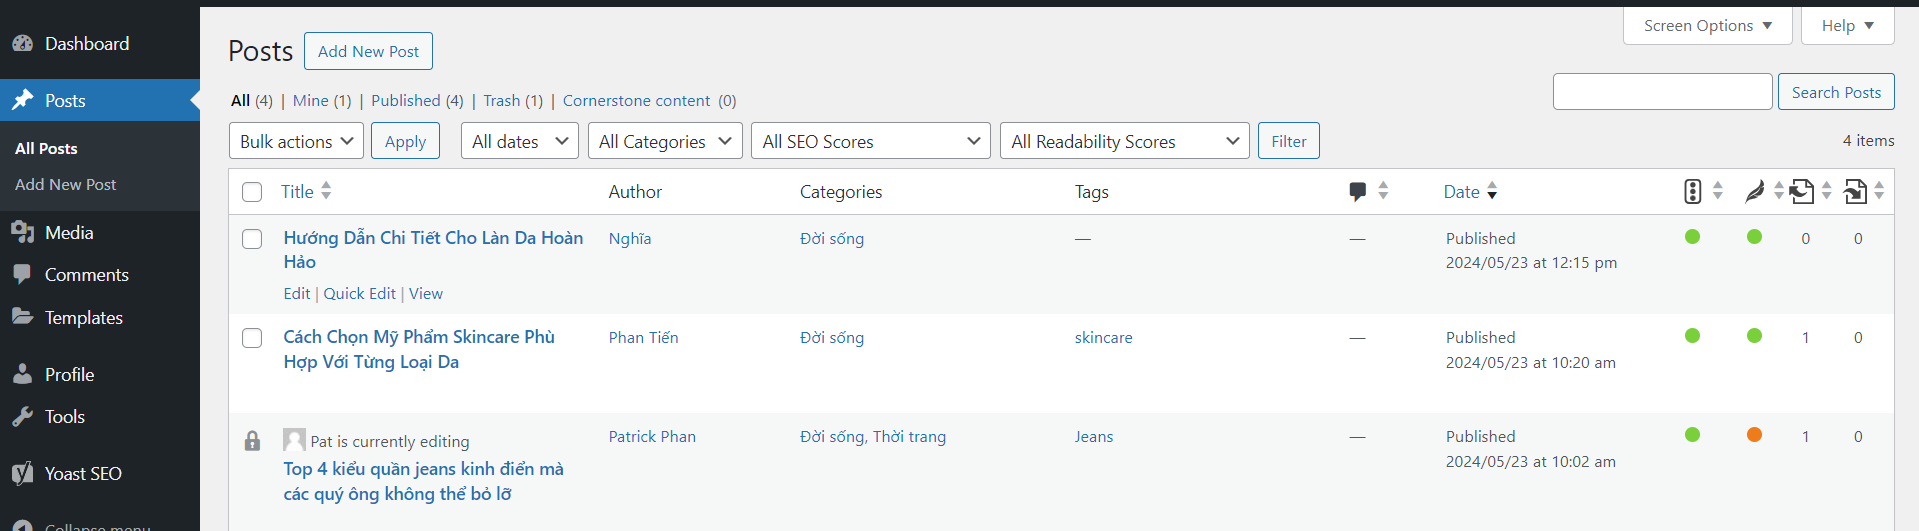 Dashboard
Posts
All Posts
Add New Post
Media
Comments
Templates
Profile
Tools
Yoast SEO
Collapse menu
Screen Options
Help
Posts Add New Post
All (4) | Mine (1) | Published (4) | Trash (1) | Cornerstone content (0)
Search Posts
Bulk actions Apply All dates All Categories All SEO Scores All Readability Scores Filter
4 items
Title Author Categories Tags Date
Hướng Dẫn Chi Tiết Cho Làn Da Hoàn
Hảo
Edit | Quick Edit | View
Nghĩa
Đời sống
—
—
Published
2024/05/23 at 12:15 pm
0
0
Cách Chọn Mỹ Phẩm Skincare Phù
Hợp Với Từng Loại Da
Phan Tiến
Đời sống
skincare
—
Published
2024/05/23 at 10:20 am
1
0
Pat is currently editing
Top 4 kiểu quần jeans kinh điển mà
các quý ông không thể bỏ lỡ
Patrick Phan
Đời sống, Thời trang
Jeans
—
Published
2024/05/23 at 10:02 am
1
0